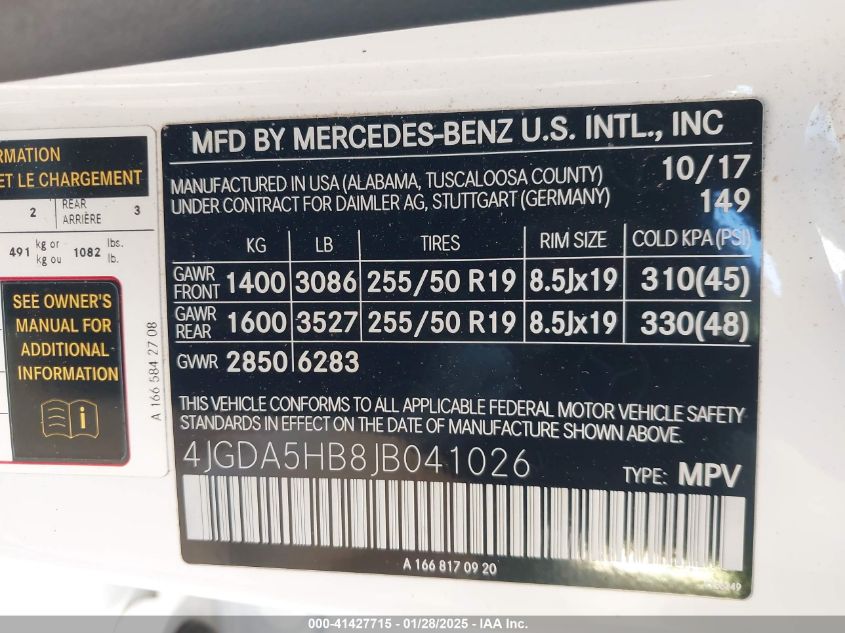 RMATION
ET LE CHARGEMENT
2 REAR ARRIÈRE 3
491 kg or kg ou 1082 lbs. lb.
SEE OWNER'S
MANUAL FOR
ADDITIONAL
INFORMATION
A 166 584 27 08
MFD BY MERCEDES-BENZ U.S. INTL., INC
MANUFACTURED IN USA (ALABAMA, TUSCALOOSA COUNTY) 10/17
UNDER CONTRACT FOR DAIMLER AG, STUTTGART (GERMANY) 149
KG LB TIRES RIM SIZE COLD KPA(PSI)
GAWR FRONT 1400 3086 255/50 R19 8.5Jx19 310(45)
GAWR REAR 1600 3527 255/50 R19 8.5Jx19 330(48)
GVWR 2850 6283
THIS VEHICLE CONFORMS TO ALL APPLICABLE FEDERAL MOTOR VEHICLE SAFETY
STANDARDS IN EFFECT ON THE DATE OF MANUFACTURE SHOWN ABOVE.
4JGDA5HB8JB041026 TYPE: MPV
A 166 817 09 20
000-41427715 - 01/28/2025 - IAA Inc.